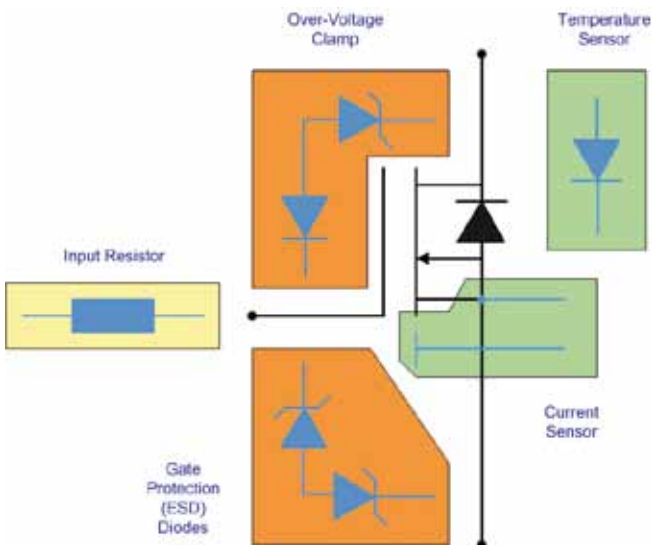 Over-Voltage
Clamp
Temperature
Sensor
Input Resistor
Current
Sensor
Gate
Protection
(ESD)
Diodes